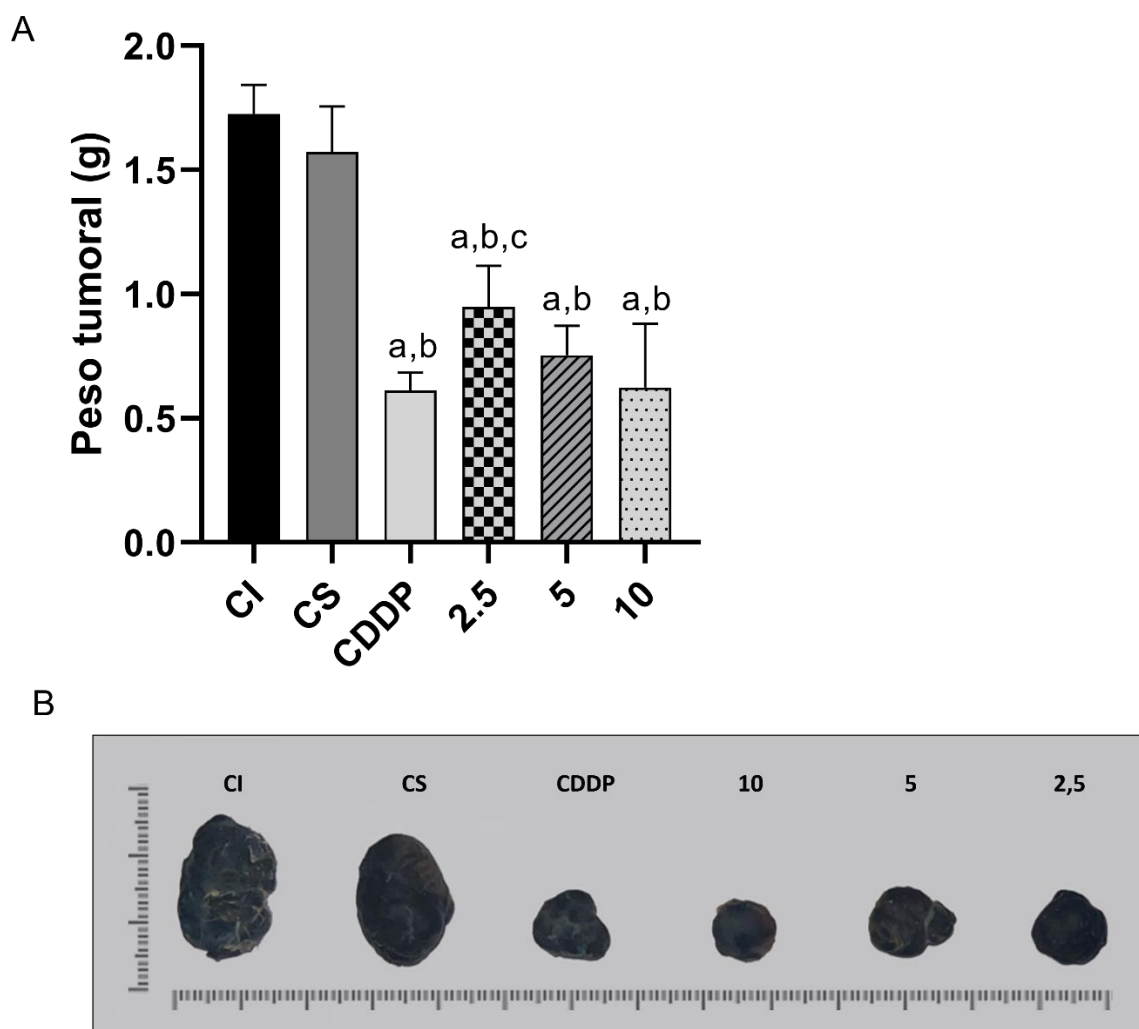 A
Peso tumoral (g)
2.0
1.5
1.0
0.5
0.0
a,b
a,b,c
a,b
a,b
CI
CS
CDDP
2.5
5
10
B
CI CS CDDP 10 5 2,5